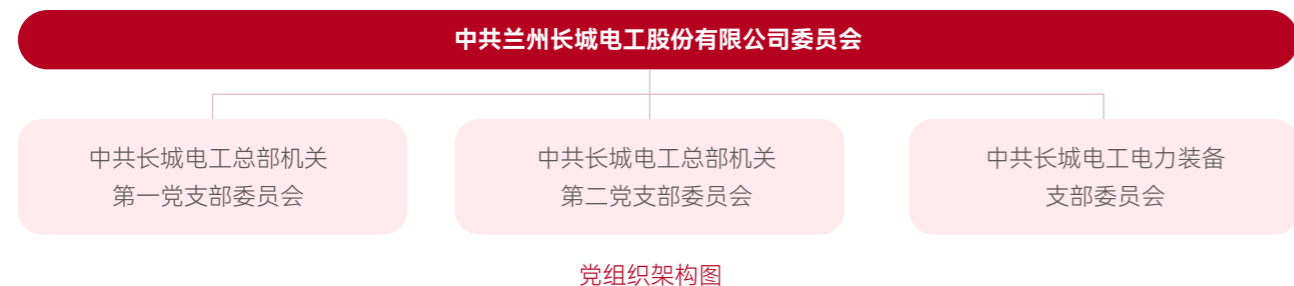 中共兰州长城电工股份有限公司委员会
中共长城电工总部机关
第一党支部委员会
中共长城电工总部机关
第二党支部委员会
中共长城电工电力装备
支部委员会
党组织架构图